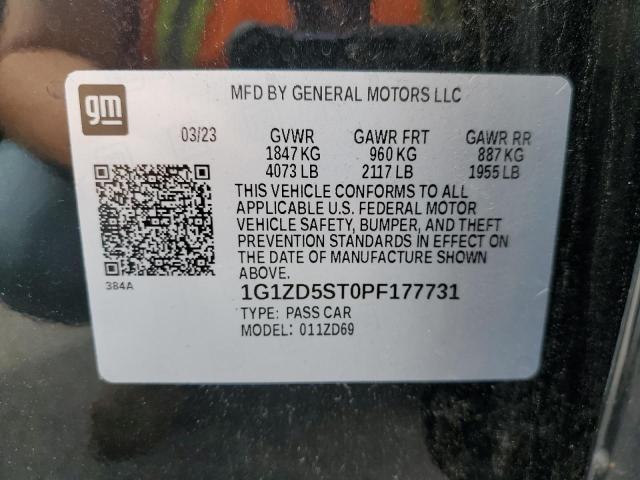 gm
MFD BY GENERAL MOTORS LLC
03/23 GVWR GAWR FRT GAWR RR
1847 KG 960 KG 887 KG
4073 LB 2117 LB 1955 LB
THIS VEHICLE CONFORMS TO ALL
APPLICABLE U.S. FEDERAL MOTOR
VEHICLE SAFETY, BUMPER, AND THEFT
PREVENTION STANDARDS IN EFFECT ON
THE DATE OF MANUFACTURE SHOWN
ABOVE.
384A
1G1ZD5ST0PF177731
TYPE: PASS CAR
MODEL: 011ZD69